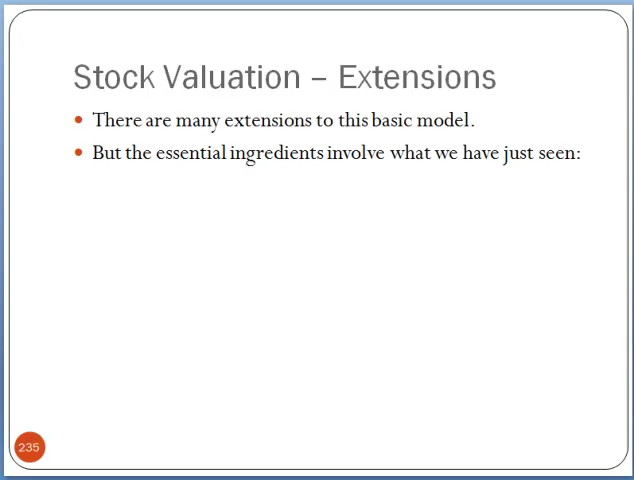 Stock Valuation – Extensions
There are many extensions to this basic model.
But the essential ingredients involve what we have just seen:
235